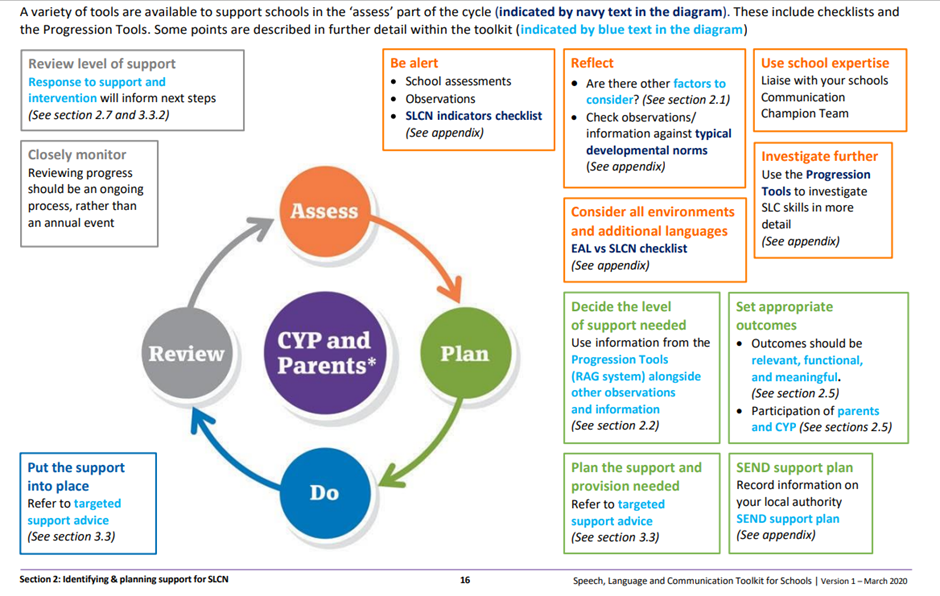 A variety of tools are available to support schools in the ‘assess’ part of the cycle (indicated by navy text in the diagram). These include checklists and
the Progression Tools. Some points are described in further detail within the toolkit (indicated by blue text in the diagram)
Review level of support
Response to support and
intervention will inform next steps
(See section 2.7 and 3.3.2)
Closely monitor
Reviewing progress
should be an ongoing
process, rather than
an annual event
Be alert
• School assessments
• Observations
• SLCN indicators checklist
(See appendix)
Reflect
• Are there other factors to
consider? (See section 2.1)
• Check observations/
information against typical
developmental norms
(See appendix)
Use school expertise
Liaise with your schools
Communication
Champion Team
Investigate further
Use the Progression
Tools to investigate
SLC skills in more
detail
(See appendix)
Consider all environments
and additional languages
EAL vs SLCN checklist
(See appendix)
Assess
Review
CYP and
Parents*
Plan
Do
Decide the level
of support needed
Use information from the
Progression Tools
(RAG system) alongside
other observations
and information
(See section 2.2)
Set appropriate
outcomes
• Outcomes should be
relevant, functional,
and meaningful.
(See section 2.5)
• Participation of parents
and CYP (See sections 2.5)
Put the support
into place
Refer to targeted
support advice
(See section 3.3)
Plan the support and
provision needed
Refer to targeted
support advice
(See section 3.3)
SEND support plan
Record information on
your local authority
SEND support plan
(See appendix)
Section 2: Identifying & planning support for SLCN
16
Speech, Language and Communication Toolkit for Schools | Version 1 – March 2020